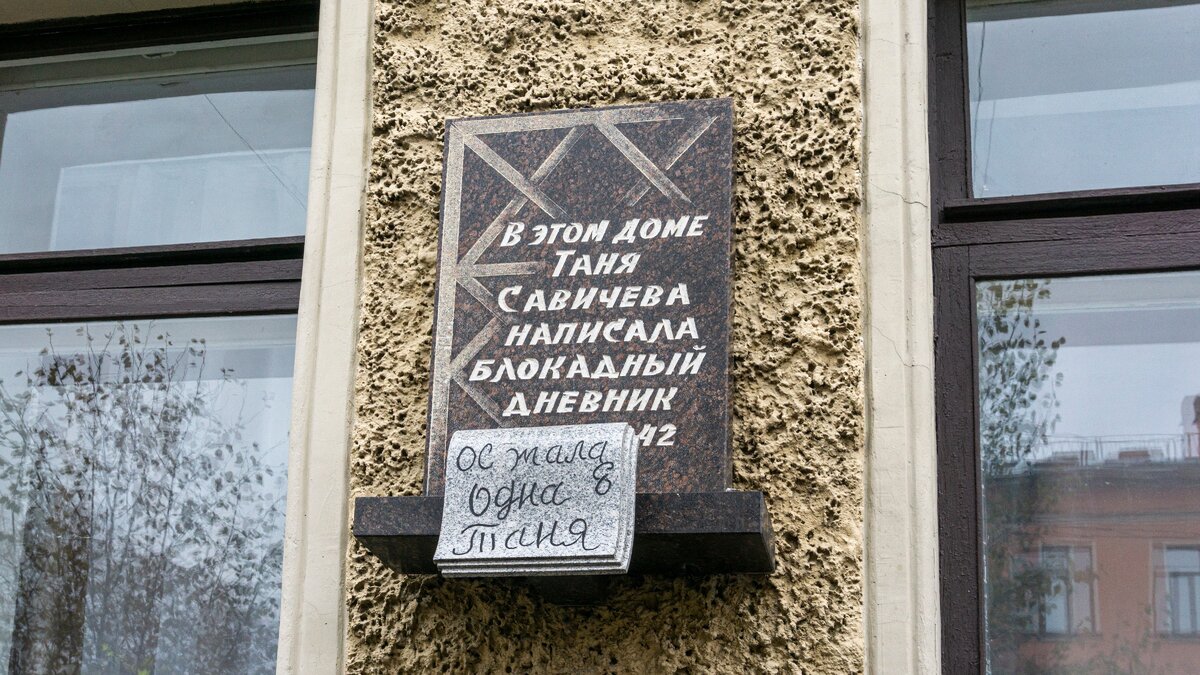 В ЭТОМ ДОМЕ
ТАНЯ
САВИЧЕВА
НАПИСАЛА
БЛОКАДНЫЙ
ДНЕВНИК
42
осталась
одна
Таня